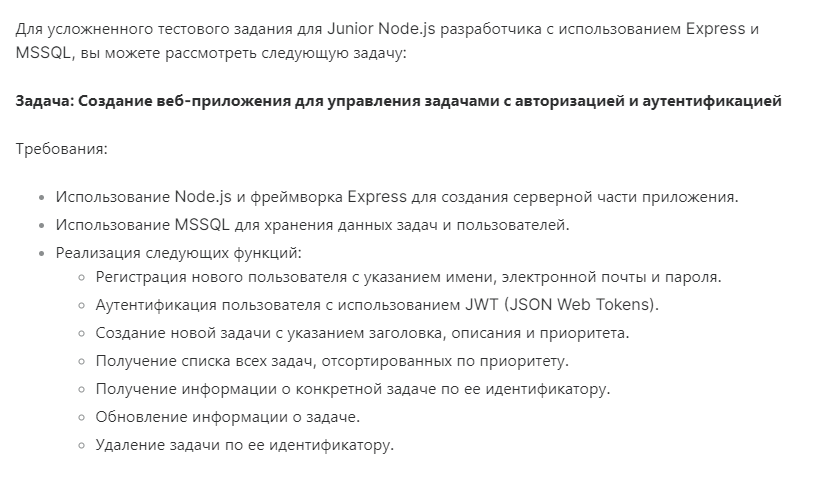 Для усложненного тестового задания для Junior Node.js разработчика с использованием Express и
MSSQL, вы можете рассмотреть следующую задачу:
Задача: Создание веб-приложения для управления задачами с авторизацией и аутентификацией
Требования:
• Использование Node.js и фреймворка Express для создания серверной части приложения.
• Использование MSSQL для хранения данных задач и пользователей.
• Реализация следующих функций:
◦ Регистрация нового пользователя с указанием имени, электронной почты и пароля.
◦ Аутентификация пользователя с использованием JWT (JSON Web Tokens).
◦ Создание новой задачи с указанием заголовка, описания и приоритета.
◦ Получение списка всех задач, отсортированных по приоритету.
◦ Получение информации о конкретной задаче по ее идентификатору.
◦ Обновление информации о задаче.
◦ Удаление задачи по ее идентификатору.